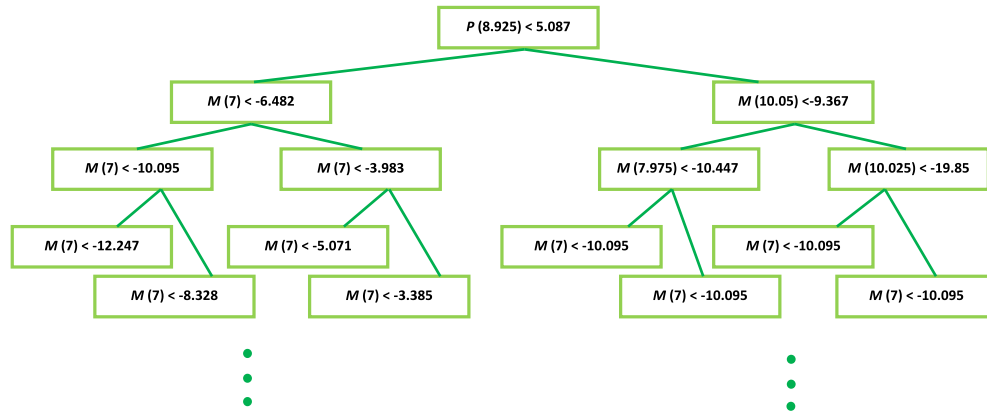 P (8.925) < 5.087
M (7) < -6.482
M (10.05) <-9.367
M (7) < -10.095
M (7) < -3.983
M (7.975) < -10.447
M (10.025) < -19.85
M (7) < -12.247
M (7) < -5.071
M (7) < -10.095
M (7) < -10.095
M (7) < -8.328
M (7) < -3.385
M (7) < -10.095
M (7) < -10.095